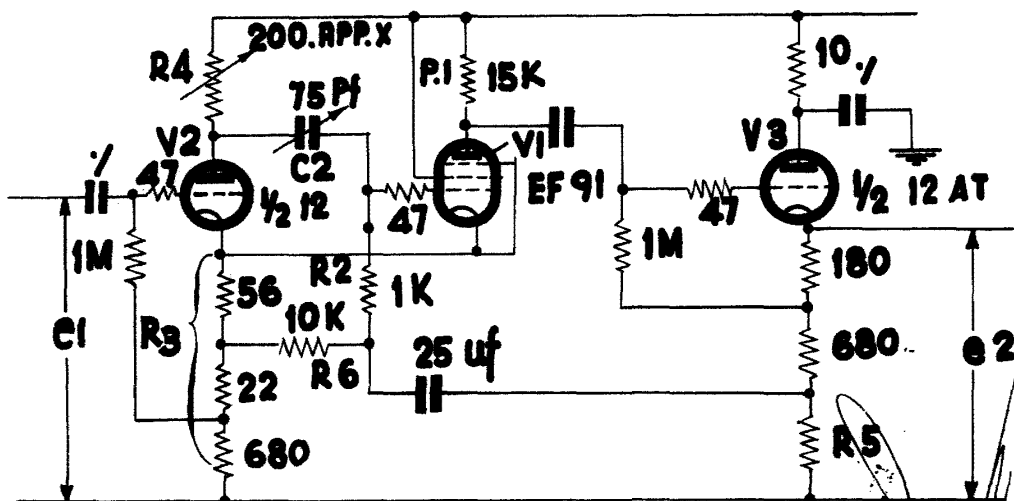 200.APP.X
R4
P.1
15K
10
./
75 Pf
C2
V2
V1
V3
./
47
½ 12
47
EF 91
47
½ 12 AT
1M
R2
1K
1M
180
56
10K
R3
e1
R6
25 uf
680
e2
22
680
R5